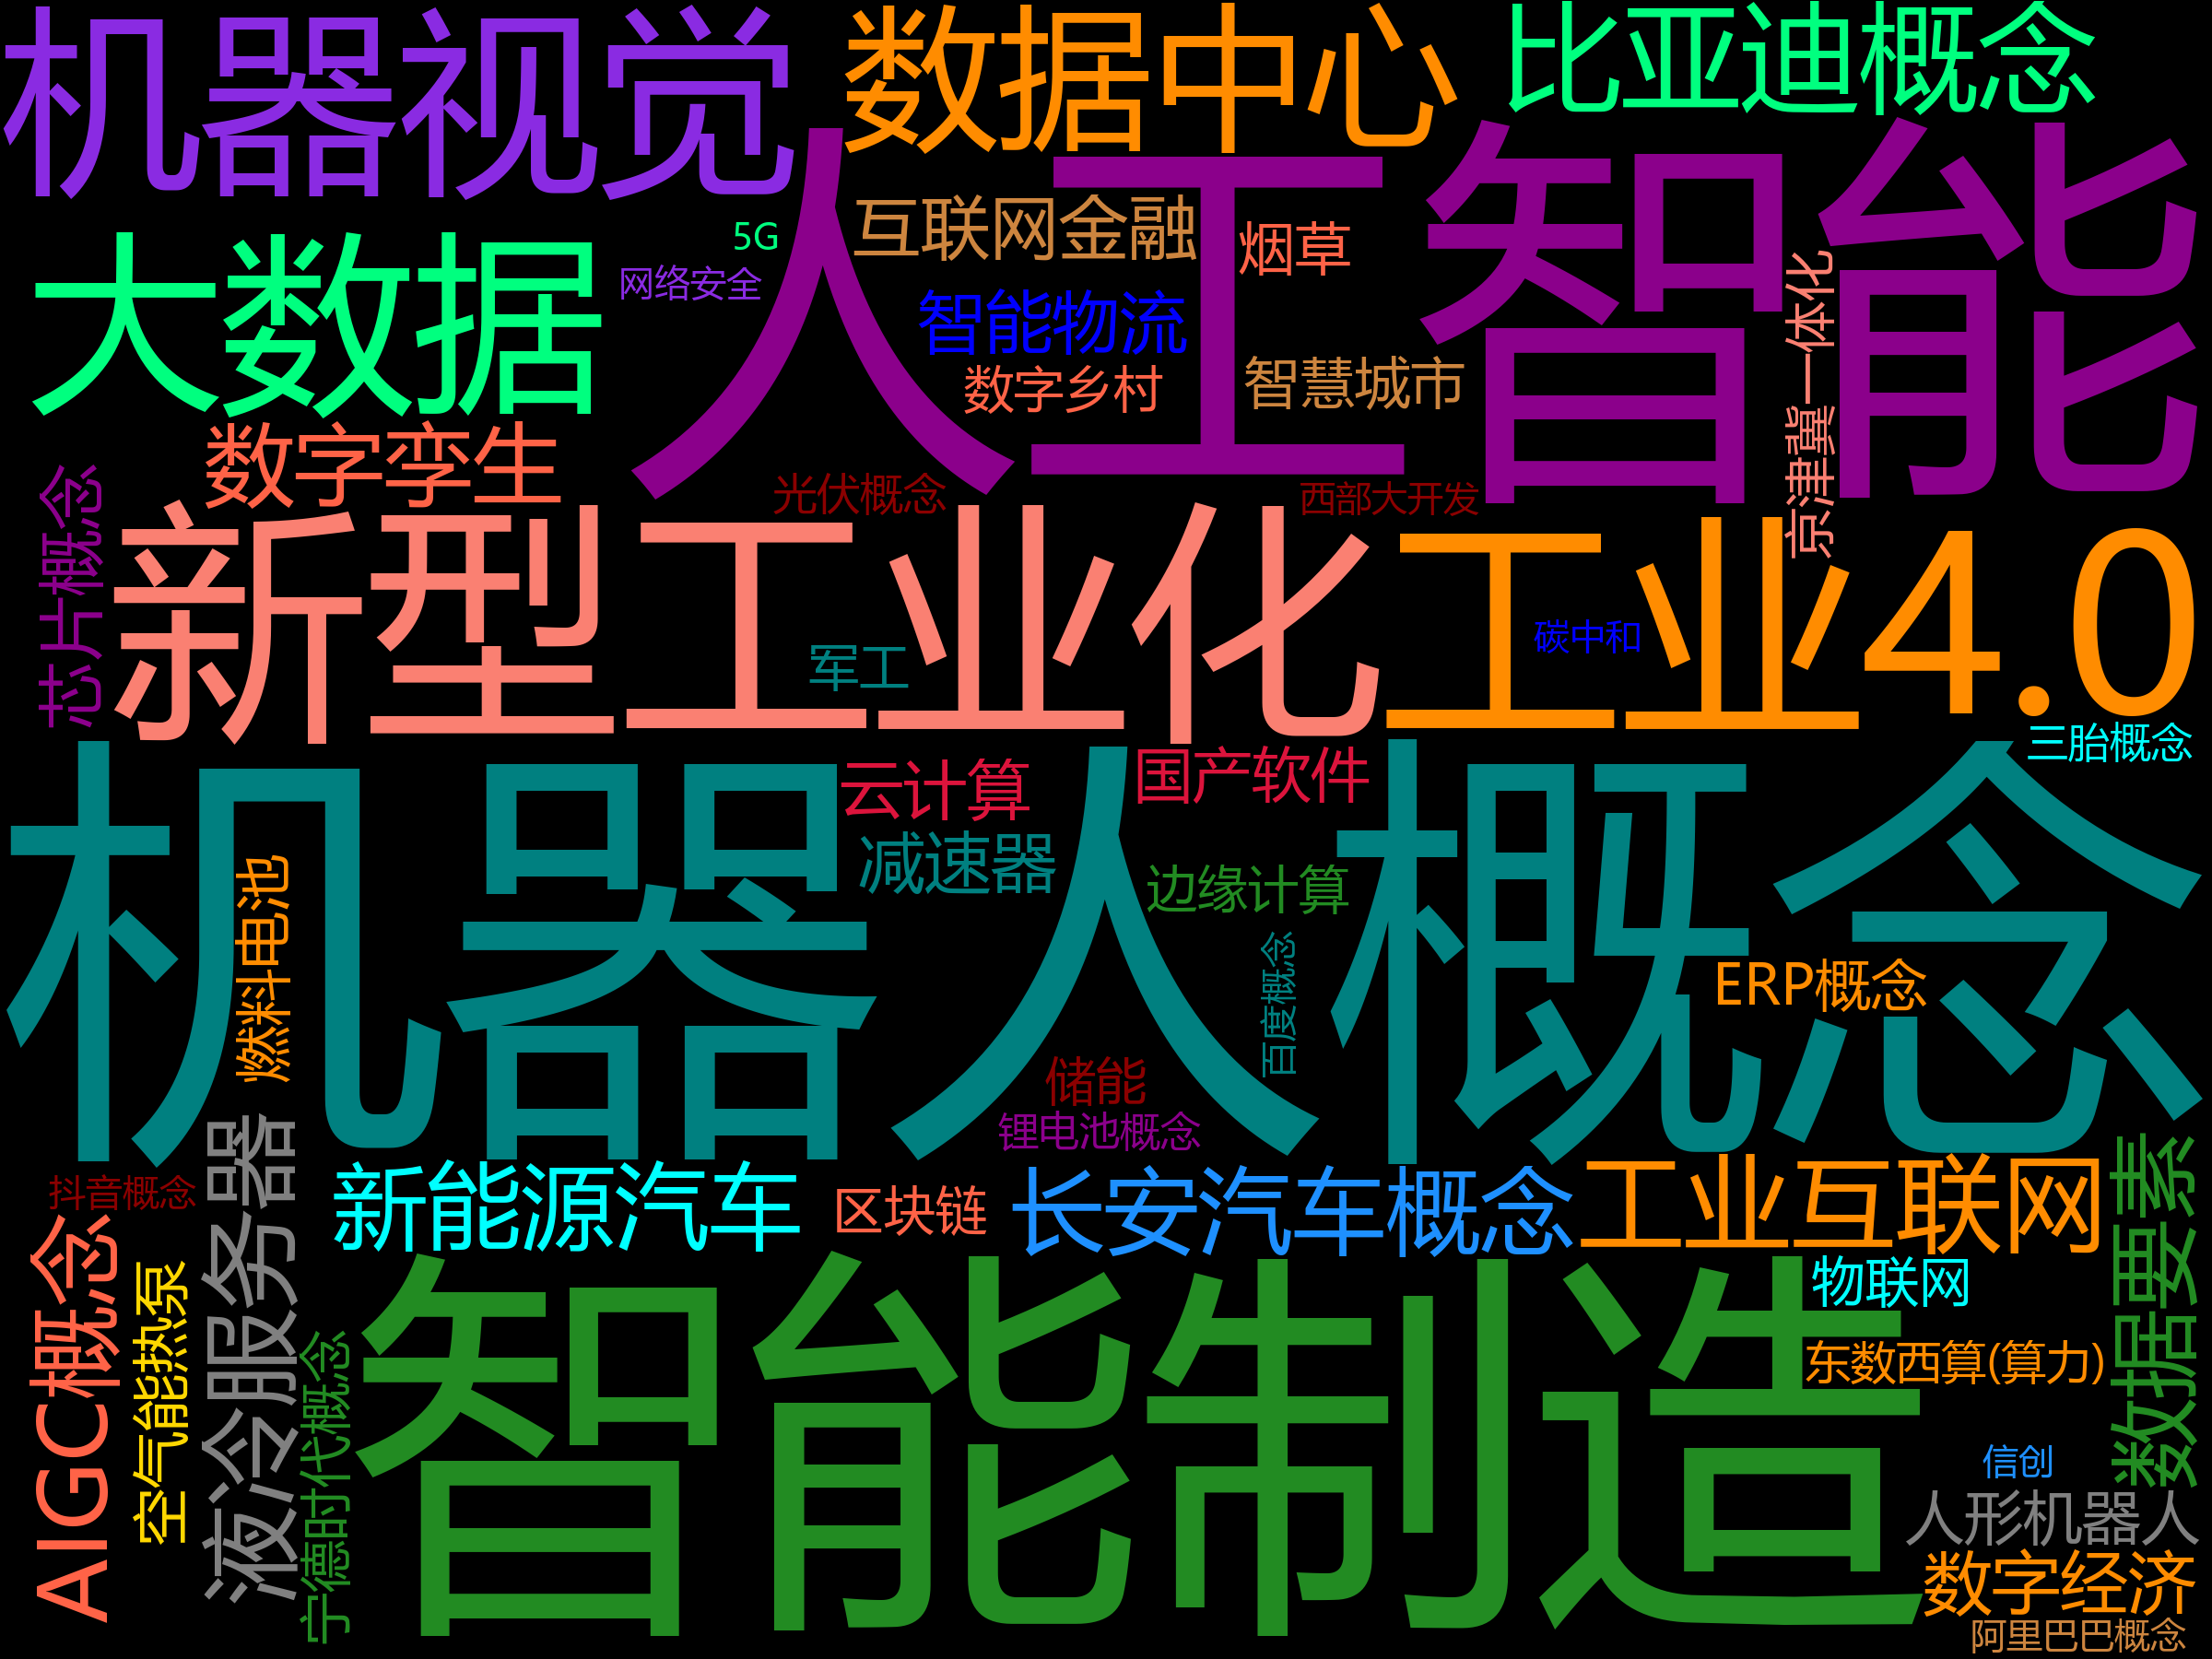 机器视觉
数据中心
比亚迪概念
人工智能
大数据
5G
网络安全
互联网金融
烟草
智能物流
数字乡村
智慧城市
京津冀一体化
数字孪生
光伏概念
西部大开发
芯片概念
新型工业化
工业4.0
军工
碳中和
三胎概念
机器人概念
云计算
国产软件
减速器
边缘计算
燃料电池
百度概念
ERP概念
储能
锂电池概念
抖音概念
液冷服务器
新能源汽车
区块链
长安汽车概念
工业互联网
数据要素
AIGC概念
空气能热泵
宁德时代概念
智能制造
物联网
东数西算(算力)
信创
人形机器人
数字经济
阿里巴巴概念